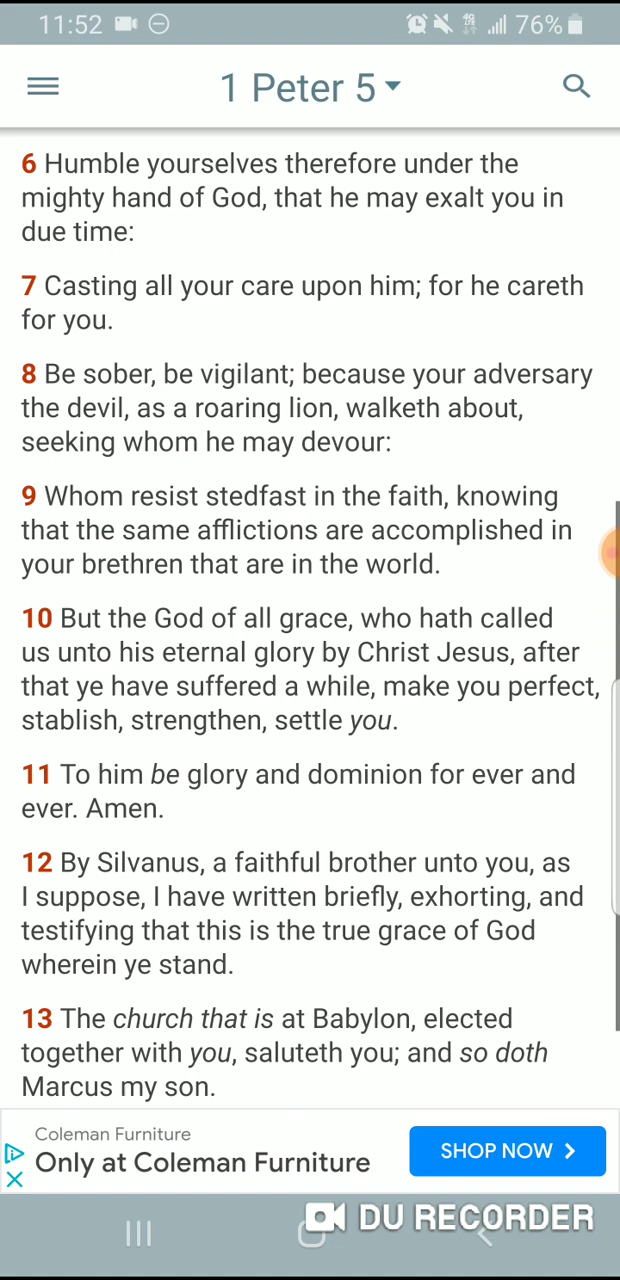 11:52 76%
1 Peter 5
6 Humble yourselves therefore under the
mighty hand of God, that he may exalt you in
due time:
7 Casting all your care upon him; for he careth
for you.
8 Be sober, be vigilant; because your adversary
the devil, as a roaring lion, walketh about,
seeking whom he may devour:
9 Whom resist stedfast in the faith, knowing
that the same afflictions are accomplished in
your brethren that are in the world.
10 But the God of all grace, who hath called
us unto his eternal glory by Christ Jesus, after
that ye have suffered a while, make you perfect,
stablish, strengthen, settle you.
11 To him be glory and dominion for ever and
ever. Amen.
12 By Silvanus, a faithful brother unto you, as
I suppose, I have written briefly, exhorting, and
testifying that this is the true grace of God
wherein ye stand.
13 The church that is at Babylon, elected
together with you, saluteth you; and so doth
Marcus my son.
Coleman Furniture
Only at Coleman Furniture
SHOP NOW
DU RECORDER